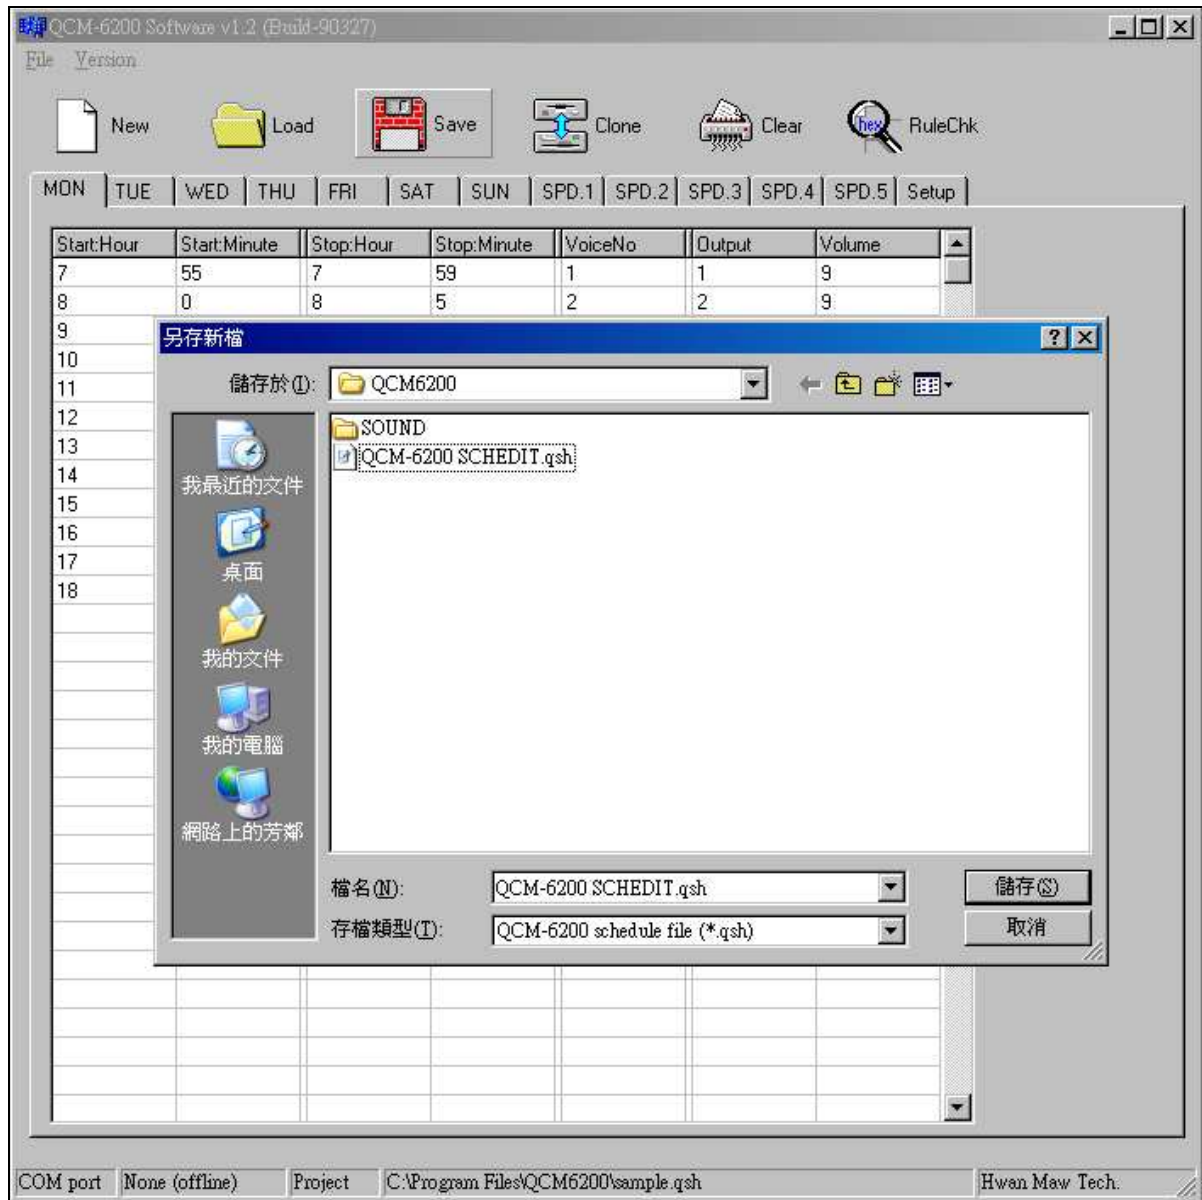 QCM-6200 Software v1.2 (Build-90327)
File Version
New Load Save Clone Clear hex RuleChk
MON TUE WED THU FRI SAT SUN SPD.1 SPD.2 SPD.3 SPD.4 SPD.5 Setup
Start:Hour Start:Minute Stop:Hour Stop:Minute VoiceNo Output Volume
7 55 7 59 1 1 9
8 0 8 5 2 2 9
9
10
11
12
13
14
15
16
17
18
另存新檔
儲存於(I): QCM6200
SOUND
QCM-6200 SCHEDIT.qsh
我最近的文件
桌面
我的文件
我的電腦
網路上的芳鄰
檔名(N): QCM-6200 SCHEDIT.qsh 儲存(S)
存檔類型(T): QCM-6200 schedule file (*.qsh) 取消
COM port None (offline) Project C:\Program Files\QCM6200\sample.qsh Hwan Maw Tech.